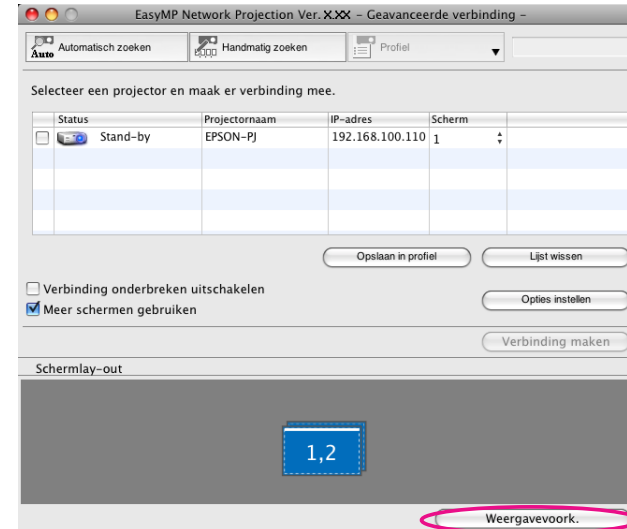 EasyMP Network Projection Ver. X.XX – Geavanceerde verbinding –
Auto Automatisch zoeken Handmatig zoeken Profiel
Selecteer een projector en maak er verbinding mee.
Status Projectornaam IP-adres Scherm
Stand-by EPSON-PJ 192.168.100.110 1
Opslaan in profiel Lijst wissen
Verbinding onderbreken uitschakelen
Opties instellen
Meer schermen gebruiken
Verbinding maken
Schermlay-out
1,2
Weergavevoork.